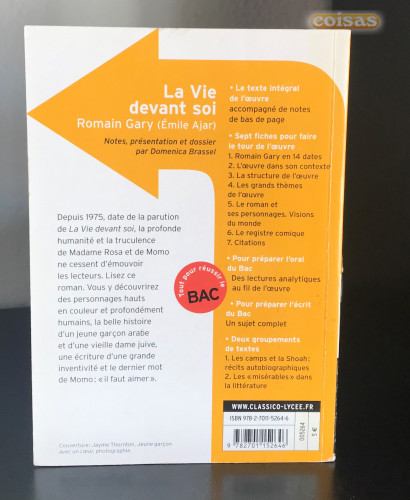 coisas
La Vie
devant soi
Romain Gary (Émile Ajar)
Notes, présentation et dossier
par Domenica Brassel
Depuis 1975, date de la parution
de La Vie devant soi, la profonde
humanité et la truculence
de Madame Rosa et de Momo
ne cessent d'émouvoir
les lecteurs. Lisez ce
roman. Vous y découvrirez
des personnages hauts
en couleur et profondément
humains, la belle histoire
d'un jeune garçon arabe
et d'une vieille dame juive,
une écriture d'une grande
inventivité et le dernier mot
de Momo : « il faut aimer ».
Tout pour réussir le
BAC
• Le texte intégral
de l'œuvre
accompagné de notes
de bas de page
• Sept fiches pour faire
le tour de l'œuvre
1. Romain Gary en 14 dates
2. L'œuvre dans son contexte
3. La structure de l'œuvre
4. Les grands thèmes
de l'œuvre
5. Le roman et
ses personnages. Visions
du monde
6. Le registre comique
7. Citations
• Pour préparer l'oral
du Bac
Des lectures analytiques
au fil de l'œuvre
• Pour préparer l'écrit
du Bac
Un sujet complet
• Deux groupements
de textes
1. Les camps et la Shoah :
récits autobiographiques
2. Les « misérables » dans
la littérature
WWW.CLASSICO-LYCEE.FR
ISBN 978-2-7011-5264-6
9 782701 152646
005264
5 €
Couverture : Jayme Thornton, Jeune garçon
avec un cœur, photographie.